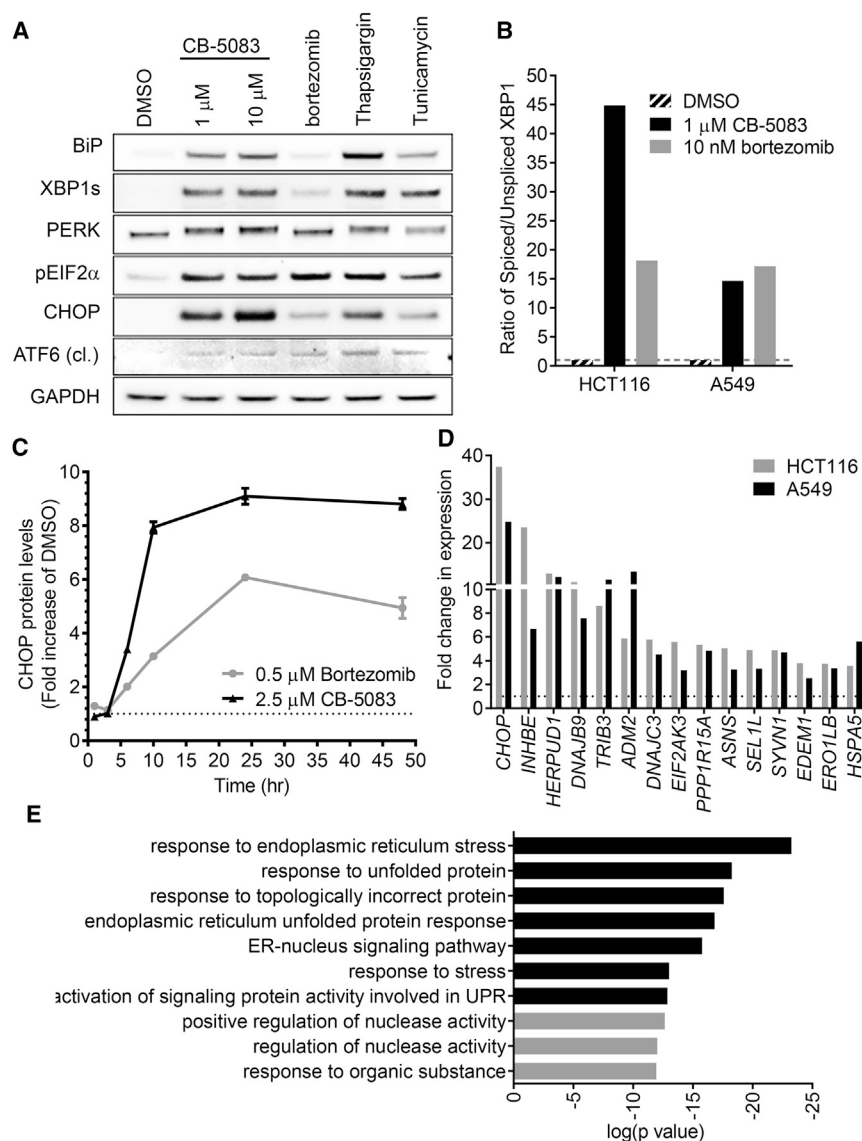 A
CB-5083
DMSO
1 μM
10 μM
bortezomib
Thapsigargin
Tunicamycin
BiP
XBP1s
PERK
pEIF2α
CHOP
ATF6 (cl.)
GAPDH
B
Ratio of Spiced/Unspliced XBP1
45
40
35
30
25
20
15
10
5
0
DMSO
1 μM CB-5083
10 nM bortezomib
HCT116
A549
C
CHOP protein levels
(Fold increase of DMSO)
10
8
6
4
2
0
0.5 μM Bortezomib
2.5 μM CB-5083
0 5 10 15 20 25 30 35 40 45 50
Time (hr)
D
Fold change in expression
40
30
20
10
8
6
4
2
0
HCT116
A549
CHOP
INHBE
HERPUD1
DNAJB9
TRIB3
ADM2
DNAJC3
EIF2AK3
PPP1R15A
ASNS
SEL1L
SYVN1
EDEM1
ERO1LB
HSPA5
E
response to endoplasmic reticulum stress
response to unfolded protein
response to topologically incorrect protein
endoplasmic reticulum unfolded protein response
ER-nucleus signaling pathway
response to stress
activation of signaling protein activity involved in UPR
positive regulation of nuclease activity
regulation of nuclease activity
response to organic substance
0 -5 -10 -15 -20 -25
log(p value)